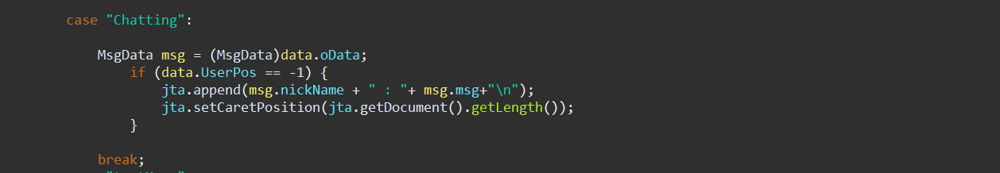 case "Chatting":
MsgData msg = (MsgData)data.oData;
if (data.UserPos == -1) {
jta.append(msg.nickName + " : "+ msg.msg+"\n");
jta.setCaretPosition(jta.getDocument().getLength());
}
break;